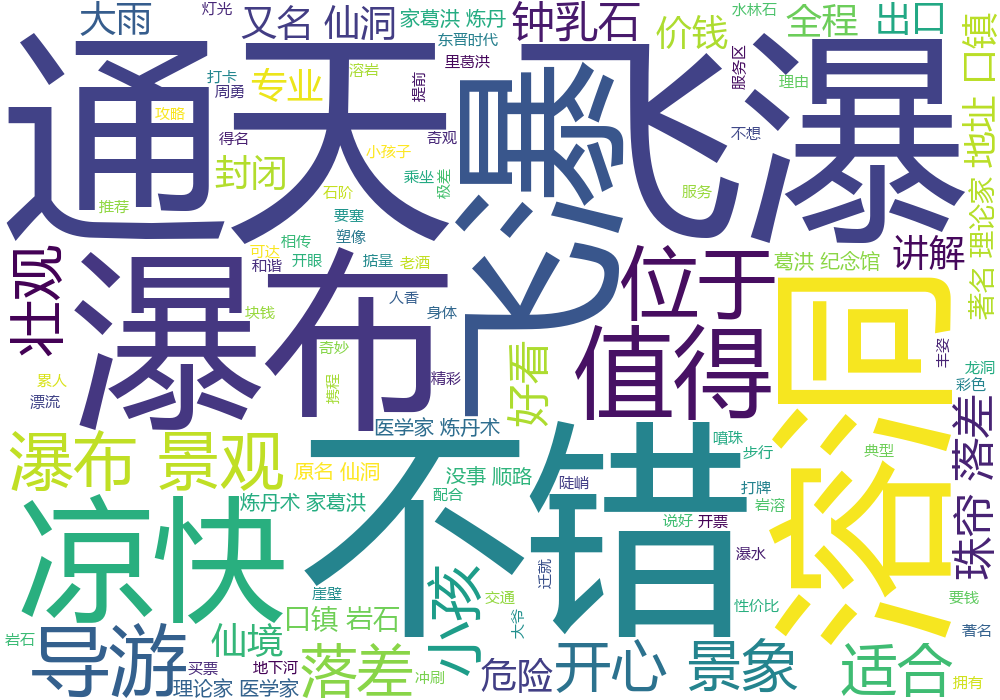 大雨
又名 仙洞
灯光
家葛洪 炼丹
东晋时代
里葛洪
钟乳石
价钱
水林石
全程
出口
地址 口镇
通天
飞瀑
打卡
周勇
专业
溶岩
提前
服务区
理由
攻略
得名
小孩子
奇观
不想
封闭
石阶
乘坐
极差
服务
推荐
要塞
塑像
飞瀑
著名 理论家
壮观
瀑布
可达
相传
和谐
开眼
掂量
老酒
位于
葛洪 纪念馆
讲解
人香
块钱
身体
值得
溶洞
奇妙
好看
丰姿
龙洞
彩色
累人
漂流
携程
精彩
落差
珠帘 落差
瀑布 景观
医学家 炼丹术
不错
噴珠
步行
典型
原名 仙洞
没事 顺路
陡峭
打牌
配合
岩溶
凉快
炼丹术 家葛洪
说好
开票
瀑水
迁就
崖壁
小孩
交通
性价比
要钱
口镇 岩石
大爷
岩石
导游
仙境
著名
买票
地下河
理论家 医学家
落差
冲刷
危险
开心
景象
适合
拥有